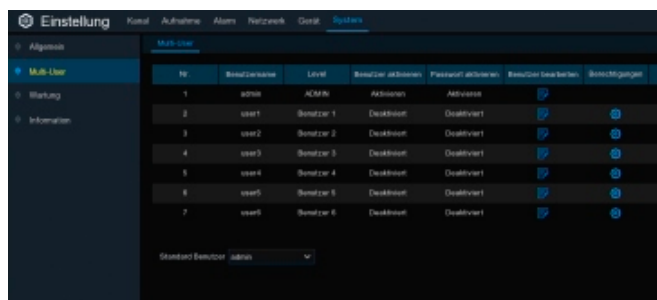 Einstellung Kanal Aufnahme Alarm Netzwerk Gerät System
Allgemein
Multi-User
Wartung
Information
Multi-User
Nr. Benutzername Level Benutzer aktivieren Passwort aktivieren Benutzer bearbeiten Berechtigungen
1 admin ADMIN Aktivieren Aktivieren
2 user1 Benutzer 1 Deaktiviert Deaktiviert
3 user2 Benutzer 2 Deaktiviert Deaktiviert
4 user3 Benutzer 3 Deaktiviert Deaktiviert
5 user4 Benutzer 4 Deaktiviert Deaktiviert
6 user5 Benutzer 5 Deaktiviert Deaktiviert
7 user6 Benutzer 6 Deaktiviert Deaktiviert
Standard Benutzer admin